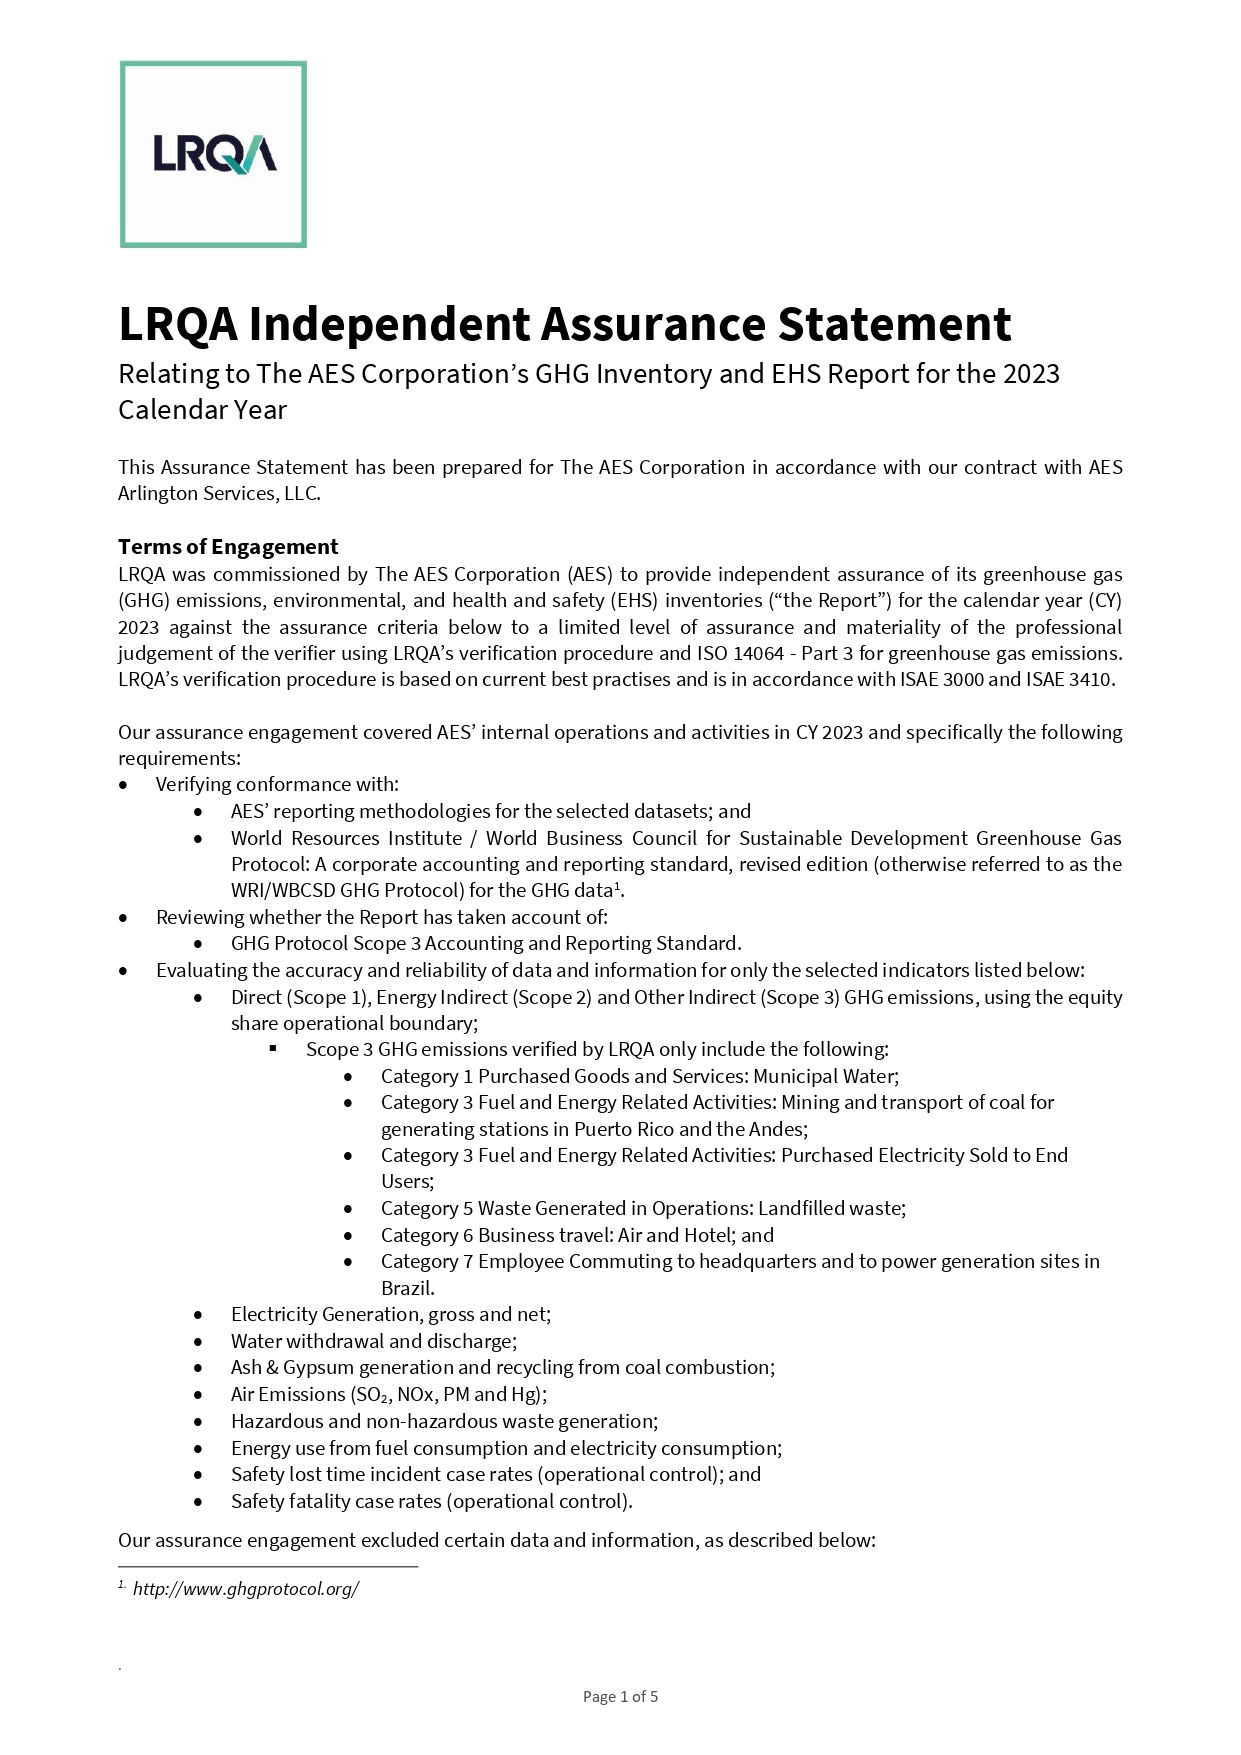 LRQA
LRQA Independent Assurance Statement
Relating to The AES Corporation’s GHG Inventory and EHS Report for the 2023
Calendar Year
This Assurance Statement has been prepared for The AES Corporation in accordance with our contract with AES
Arlington Services, LLC.
Terms of Engagement
LRQA was commissioned by The AES Corporation (AES) to provide independent assurance of its greenhouse gas
(GHG) emissions, environmental, and health and safety (EHS) inventories (“the Report”) for the calendar year (CY)
2023 against the assurance criteria below to a limited level of assurance and materiality of the professional
judgement of the verifier using LRQA’s verification procedure and ISO 14064 - Part 3 for greenhouse gas emissions.
LRQA’s verification procedure is based on current best practises and is in accordance with ISAE 3000 and ISAE 3410.
Our assurance engagement covered AES’ internal operations and activities in CY 2023 and specifically the following
requirements:
• Verifying conformance with:
• AES’ reporting methodologies for the selected datasets; and
• World Resources Institute / World Business Council for Sustainable Development Greenhouse Gas
Protocol: A corporate accounting and reporting standard, revised edition (otherwise referred to as the
WRI/WBCSD GHG Protocol) for the GHG data¹.
• Reviewing whether the Report has taken account of:
• GHG Protocol Scope 3 Accounting and Reporting Standard.
• Evaluating the accuracy and reliability of data and information for only the selected indicators listed below:
• Direct (Scope 1), Energy Indirect (Scope 2) and Other Indirect (Scope 3) GHG emissions, using the equity
share operational boundary;
▪ Scope 3 GHG emissions verified by LRQA only include the following:
• Category 1 Purchased Goods and Services: Municipal Water;
• Category 3 Fuel and Energy Related Activities: Mining and transport of coal for
generating stations in Puerto Rico and the Andes;
• Category 3 Fuel and Energy Related Activities: Purchased Electricity Sold to End
Users;
• Category 5 Waste Generated in Operations: Landfilled waste;
• Category 6 Business travel: Air and Hotel; and
• Category 7 Employee Commuting to headquarters and to power generation sites in
Brazil.
• Electricity Generation, gross and net;
• Water withdrawal and discharge;
• Ash & Gypsum generation and recycling from coal combustion;
• Air Emissions (SO₂, NOx, PM and Hg);
• Hazardous and non-hazardous waste generation;
• Energy use from fuel consumption and electricity consumption;
• Safety lost time incident case rates (operational control); and
• Safety fatality case rates (operational control).
Our assurance engagement excluded certain data and information, as described below:
1. http://www.ghgprotocol.org/
.
Page 1 of 5